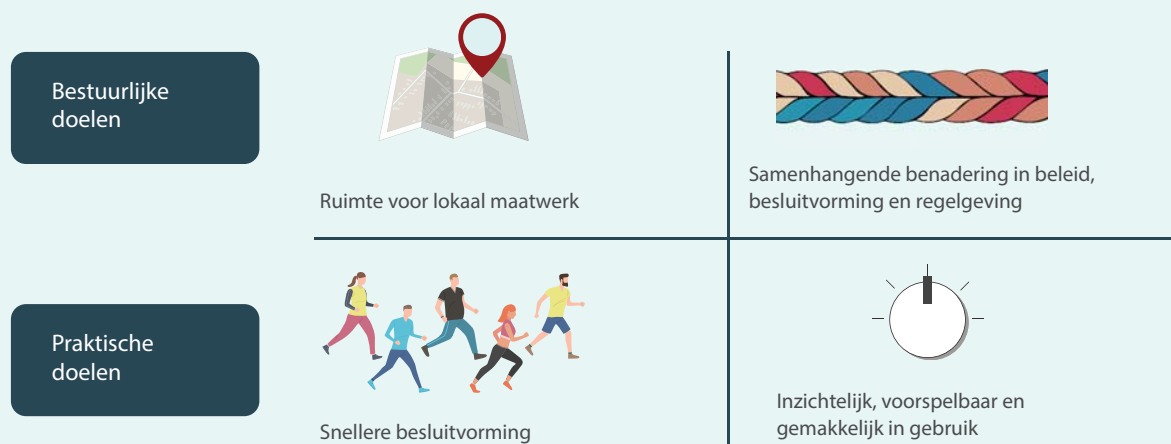 Bestuurlijke
doelen
Ruimte voor lokaal maatwerk
Samenhangende benadering in beleid,
besluitvorming en regelgeving
Praktische
doelen
Snellere besluitvorming
Inzichtelijk, voorspelbaar en
gemakkelijk in gebruik